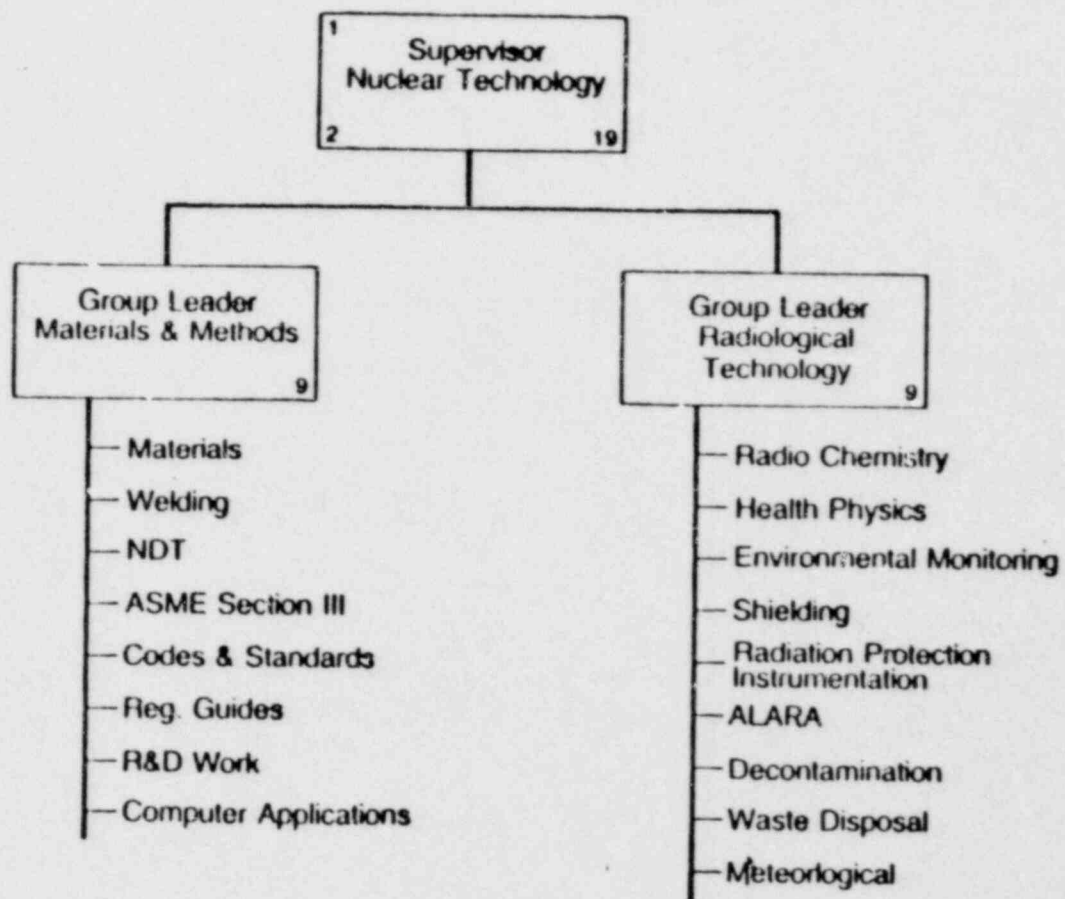 1
Supervisor
Nuclear Technology
2 19
Group Leader
Materials & Methods
9
Materials
Welding
NDT
ASME Section III
Codes & Standards
Reg. Guides
R&D Work
Computer Applications
Group Leader
Radiological
Technology
9
Radio Chemistry
Health Physics
Environmental Monitoring
Shielding
Radiation Protection
Instrumentation
ALARA
Decontamination
Waste Disposal
Meteorlogical